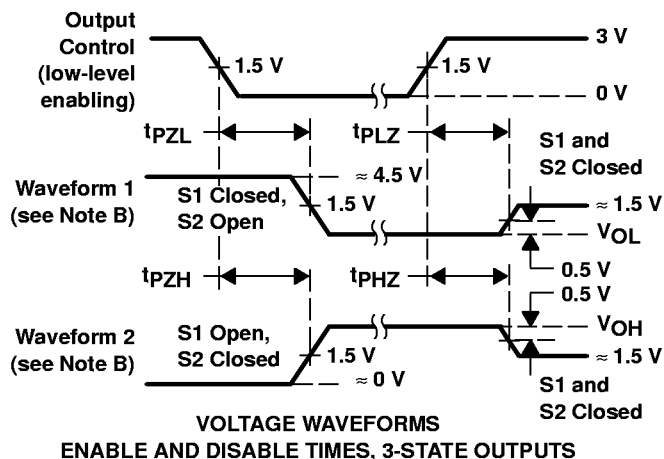 Output
Control
(low-level
enabling)
1.5 V
1.5 V
3 V
0 V
tPZL
tPLZ
S1 and
S2 Closed
Waveform 1
(see Note B)
S1 Closed,
S2 Open
≈ 4.5 V
1.5 V
≈ 1.5 V
VOL
0.5 V
tPZH
tPHZ
0.5 V
Waveform 2
(see Note B)
S1 Open,
S2 Closed
1.5 V
≈ 0 V
VOH
≈ 1.5 V
S1 and
S2 Closed
VOLTAGE WAVEFORMS
ENABLE AND DISABLE TIMES, 3-STATE OUTPUTS